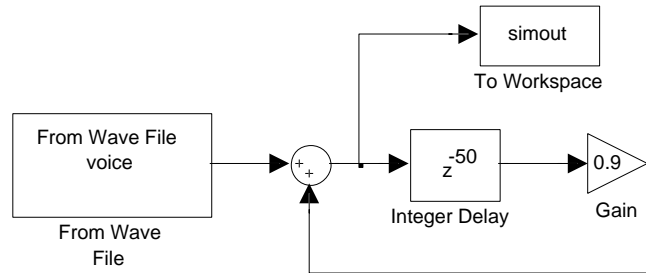 simout
To Workspace
From Wave File
voice
+
+
z-50
0.9
Integer Delay
Gain
From Wave
File